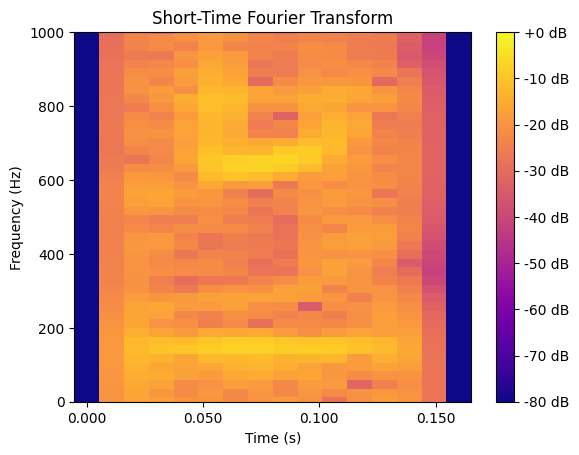 Short-Time Fourier Transform
1000
800
600
400
200
0
Frequency (Hz)
0.000
0.050
0.100
0.150
Time (s)
+0 dB
-10 dB
-20 dB
-30 dB
-40 dB
-50 dB
-60 dB
-70 dB
-80 dB